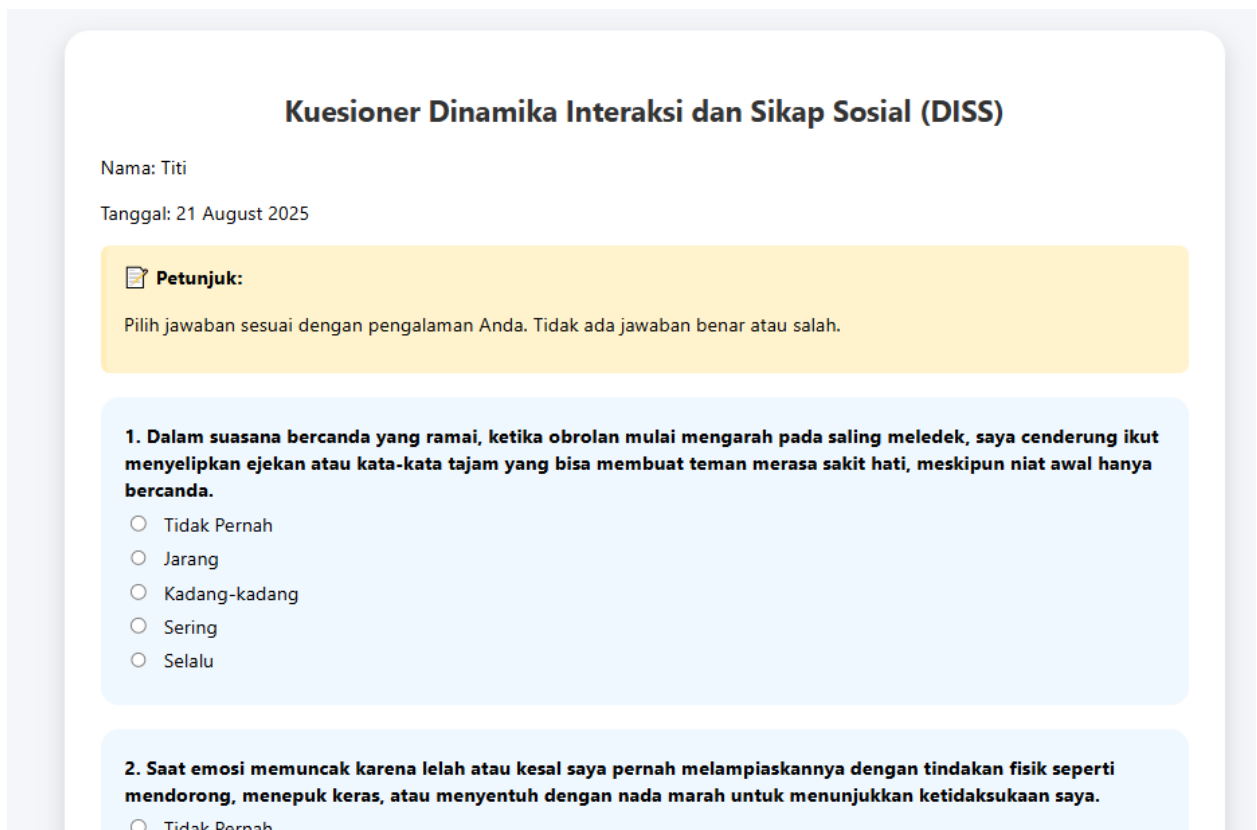 Kuesioner Dinamika Interaksi dan Sikap Sosial (DISS)
Nama: Titi
Tanggal: 21 August 2025
📝 Petunjuk:
Pilih jawaban sesuai dengan pengalaman Anda. Tidak ada jawaban benar atau salah.
1. Dalam suasana bercanda yang ramai, ketika obrolan mulai mengarah pada saling meledek, saya cenderung ikut
menyelipkan ejekan atau kata-kata tajam yang bisa membuat teman merasa sakit hati, meskipun niat awal hanya
bercanda.
Tidak Pernah
Jarang
Kadang-kadang
Sering
Selalu
2. Saat emosi memuncak karena lelah atau kesal saya pernah melampiaskannya dengan tindakan fisik seperti
mendorong, menepuk keras, atau menyentuh dengan nada marah untuk menunjukkan ketidaksukaan saya.
Tidak Pernah